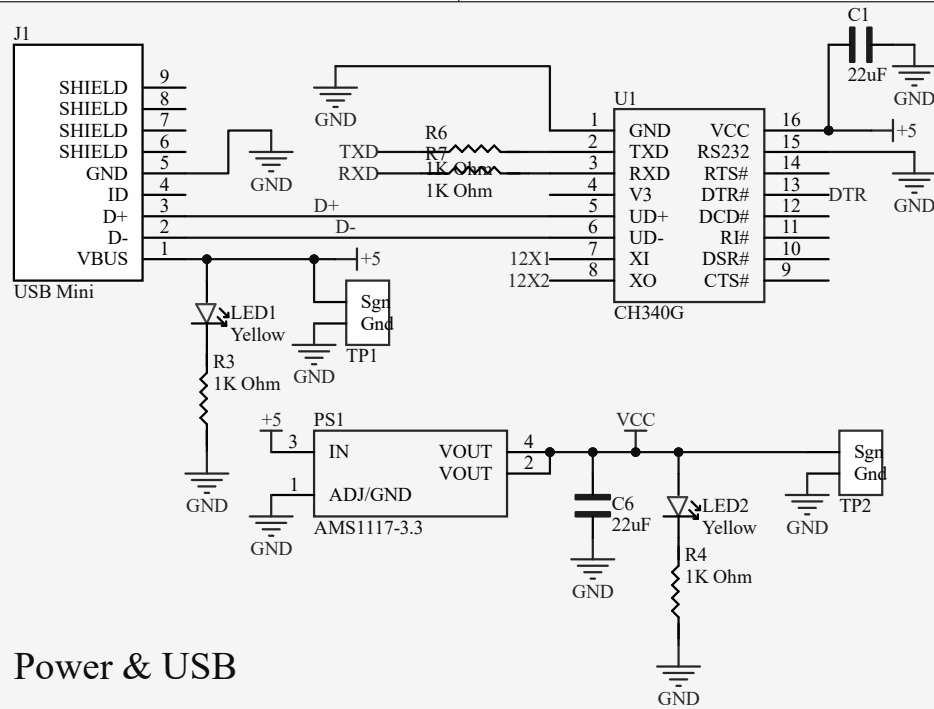 J1
SHIELD 9
SHIELD 8
SHIELD 7
SHIELD 6
GND 5
ID 4
D+ 3
D- 2
VBUS 1
USB Mini
GND
GND
D+
D-
+5
TXD
RXD
R6
1K Ohm
R7
1K Ohm
12X1
12X2
U1
1 GND VCC 16
2 TXD RS232 15
3 RXD RTS# 14
4 V3 DTR# 13
5 UD+ DCD# 12
6 UD- RI# 11
7 XI DSR# 10
8 XO CTS# 9
CH340G
DTR
C1
22uF
GND
+5
GND
LED1
Yellow
R3
1K Ohm
GND
Sgn
Gnd
TP1
GND
+5
PS1
3 IN VOUT 4
VOUT 2
1 ADJ/GND
AMS1117-3.3
GND
VCC
C6
22uF
GND
LED2
Yellow
R4
1K Ohm
GND
Sgn
Gnd
TP2
GND
Power & USB